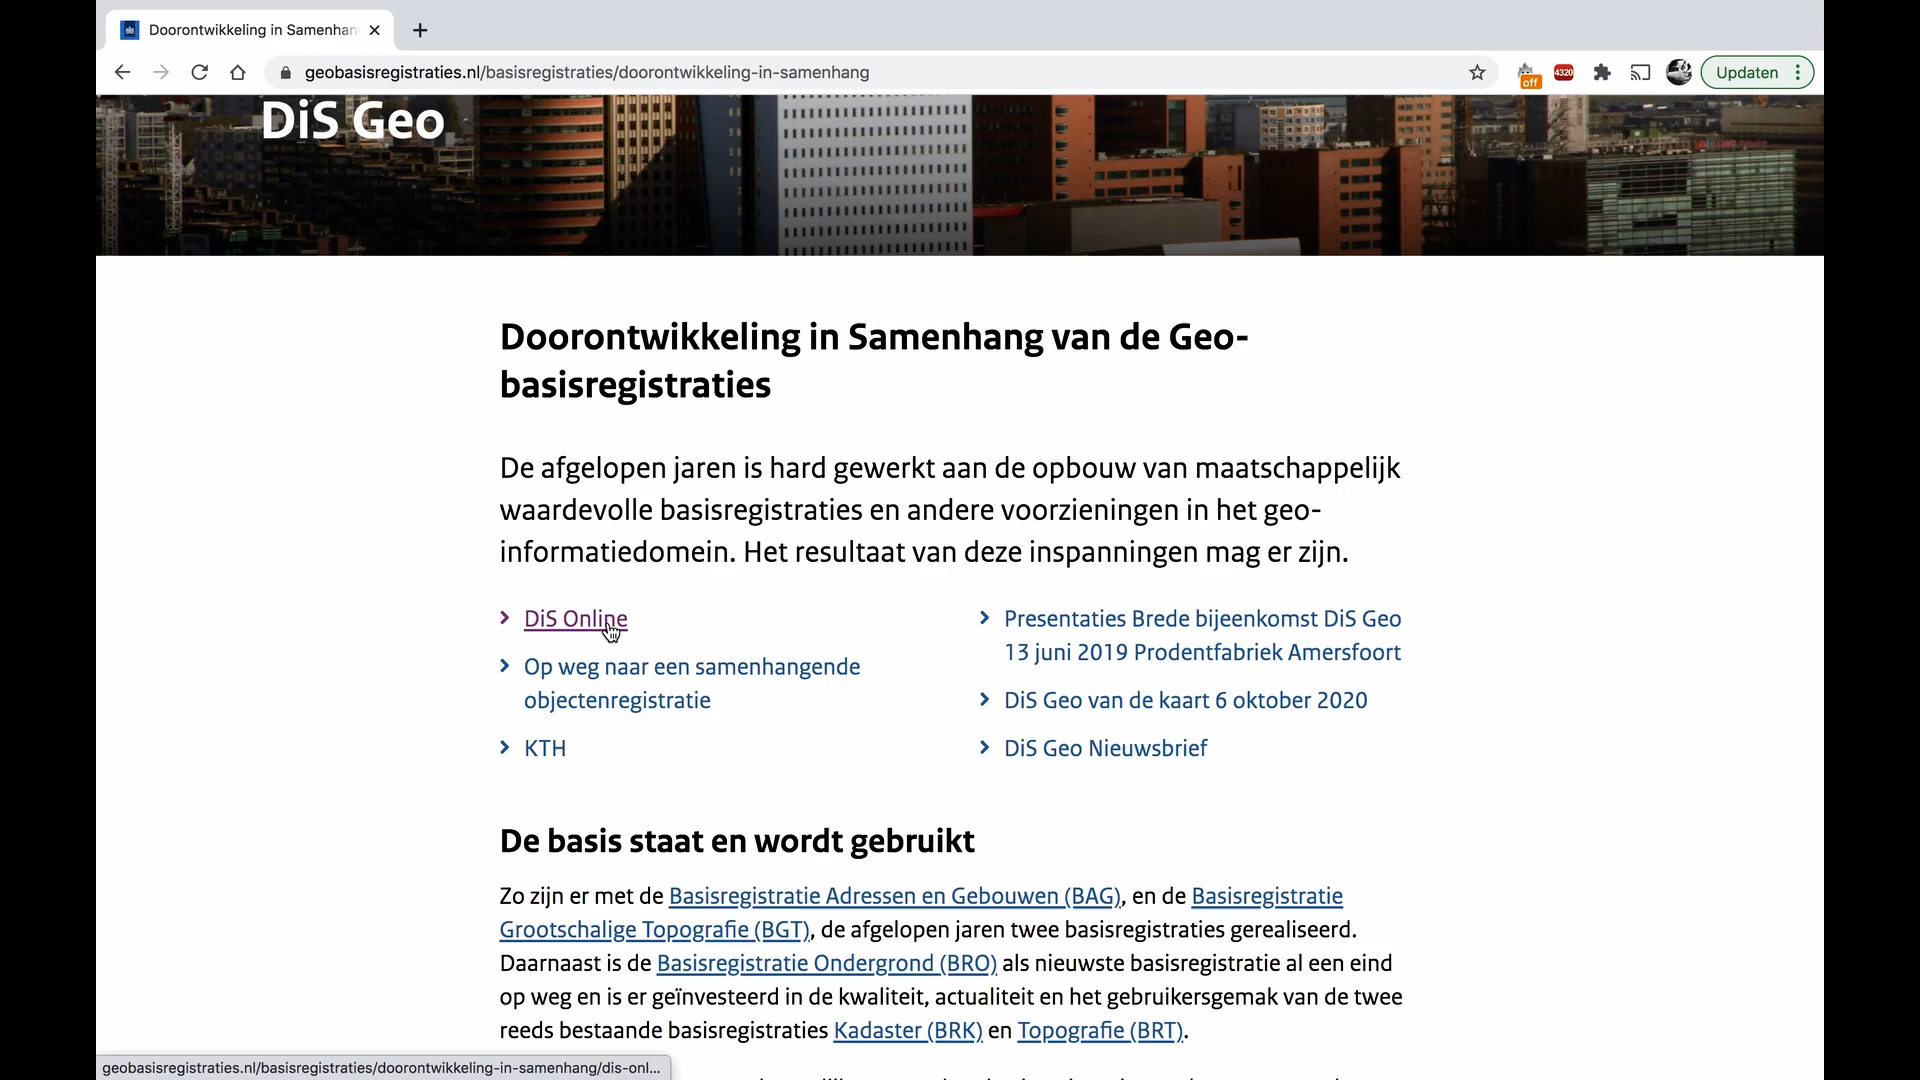 Doorontwikkeling in Samenhan
geobasisregistraties.nl/basisregistraties/doorontwikkeling-in-samenhang
off
4320
Updaten
DiS Geo
Doorontwikkeling in Samenhang van de Geo-
basisregistraties
De afgelopen jaren is hard gewerkt aan de opbouw van maatschappelijk
waardevolle basisregistraties en andere voorzieningen in het geo-
informatiedomein. Het resultaat van deze inspanningen mag er zijn.
DiS Online
Op weg naar een samenhangende
objectenregistratie
KTH
Presentaties Brede bijeenkomst DiS Geo
13 juni 2019 Prodentfabriek Amersfoort
DiS Geo van de kaart 6 oktober 2020
DiS Geo Nieuwsbrief
De basis staat en wordt gebruikt
Zo zijn er met de Basisregistratie Adressen en Gebouwen (BAG), en de Basisregistratie
Grootschalige Topografie (BGT), de afgelopen jaren twee basisregistraties gerealiseerd.
Daarnaast is de Basisregistratie Ondergrond (BRO) als nieuwste basisregistratie al een eind
op weg en is er geïnvesteerd in de kwaliteit, actualiteit en het gebruikersgemak van de twee
reeds bestaande basisregistraties Kadaster (BRK) en Topografie (BRT).
geobasisregistraties.nl/basisregistraties/doorontwikkeling-in-samenhang/dis-onl...